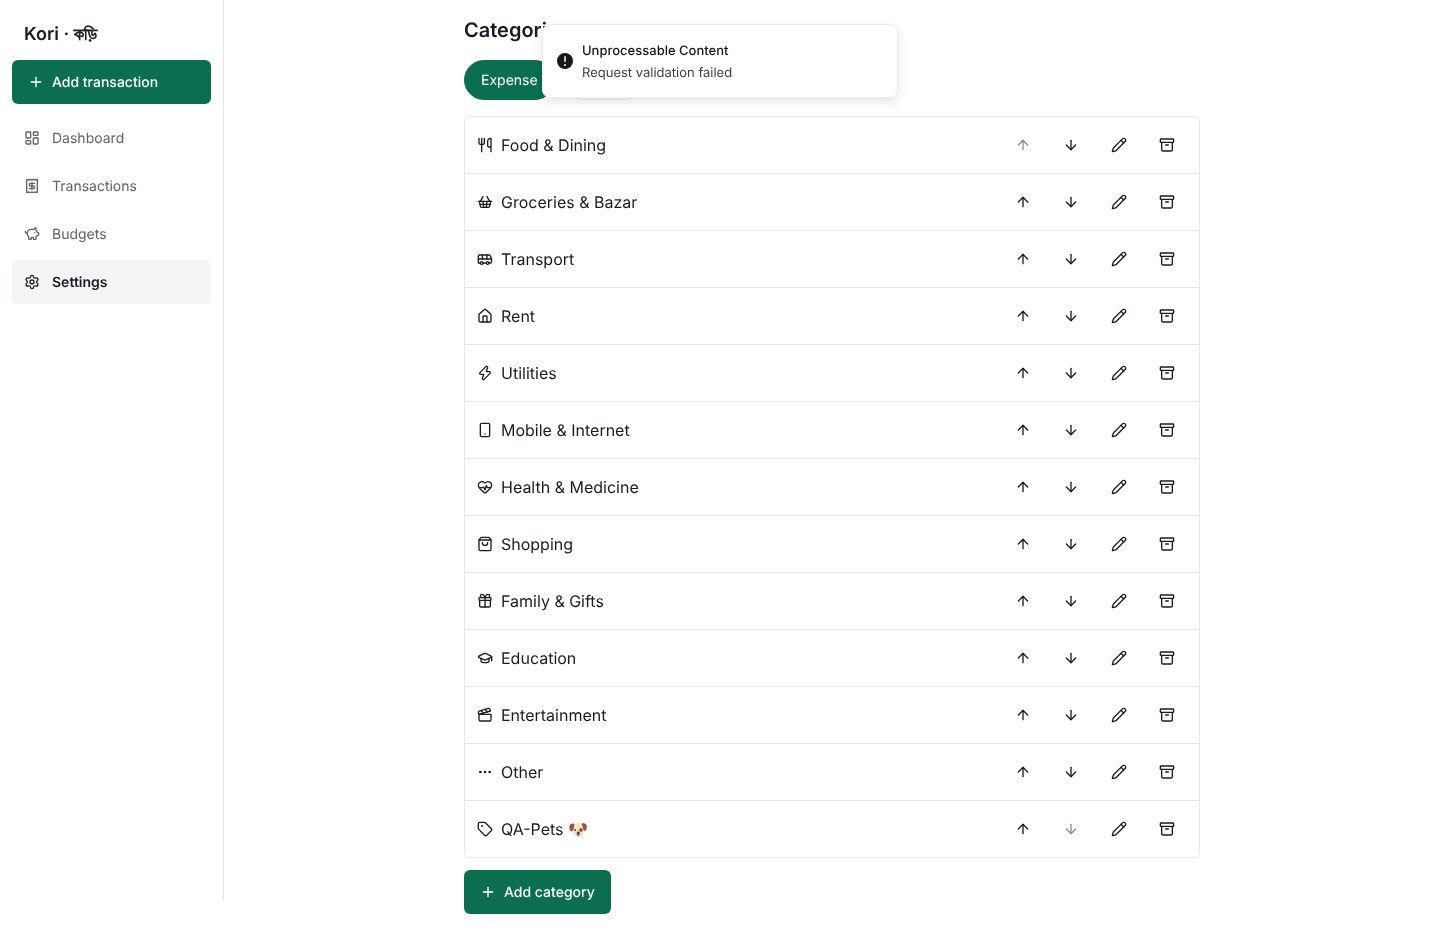 Kori · কড়ি
Add transaction
Dashboard
Transactions
Budgets
Settings
Unprocessable Content
Request validation failed
Expense
Food & Dining
Groceries & Bazar
Transport
Rent
Utilities
Mobile & Internet
Health & Medicine
Shopping
Family & Gifts
Education
Entertainment
Other
QA-Pets 🐶
Add category